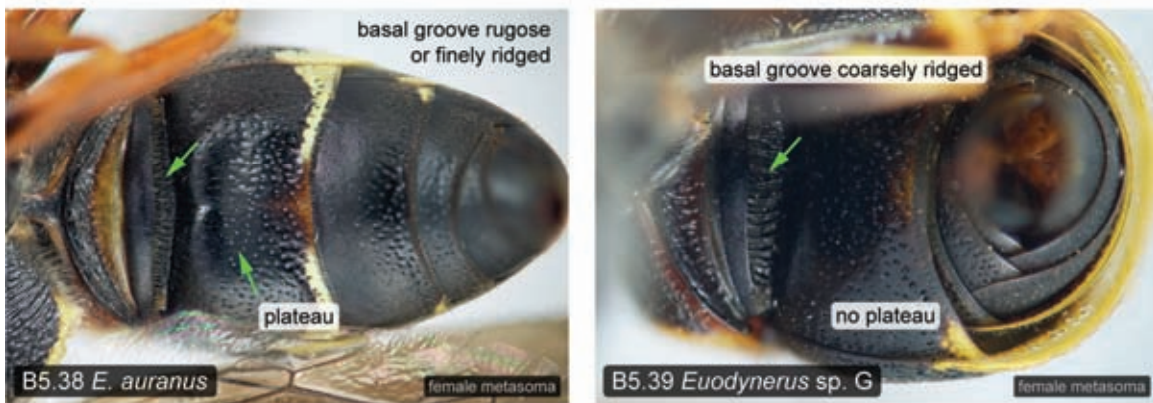 basal groove rugose
or finely ridged
plateau
B5.38 E. auranus
female metasoma
basal groove coarsely ridged
no plateau
B5.39 Euodynerus sp. G
female metasoma